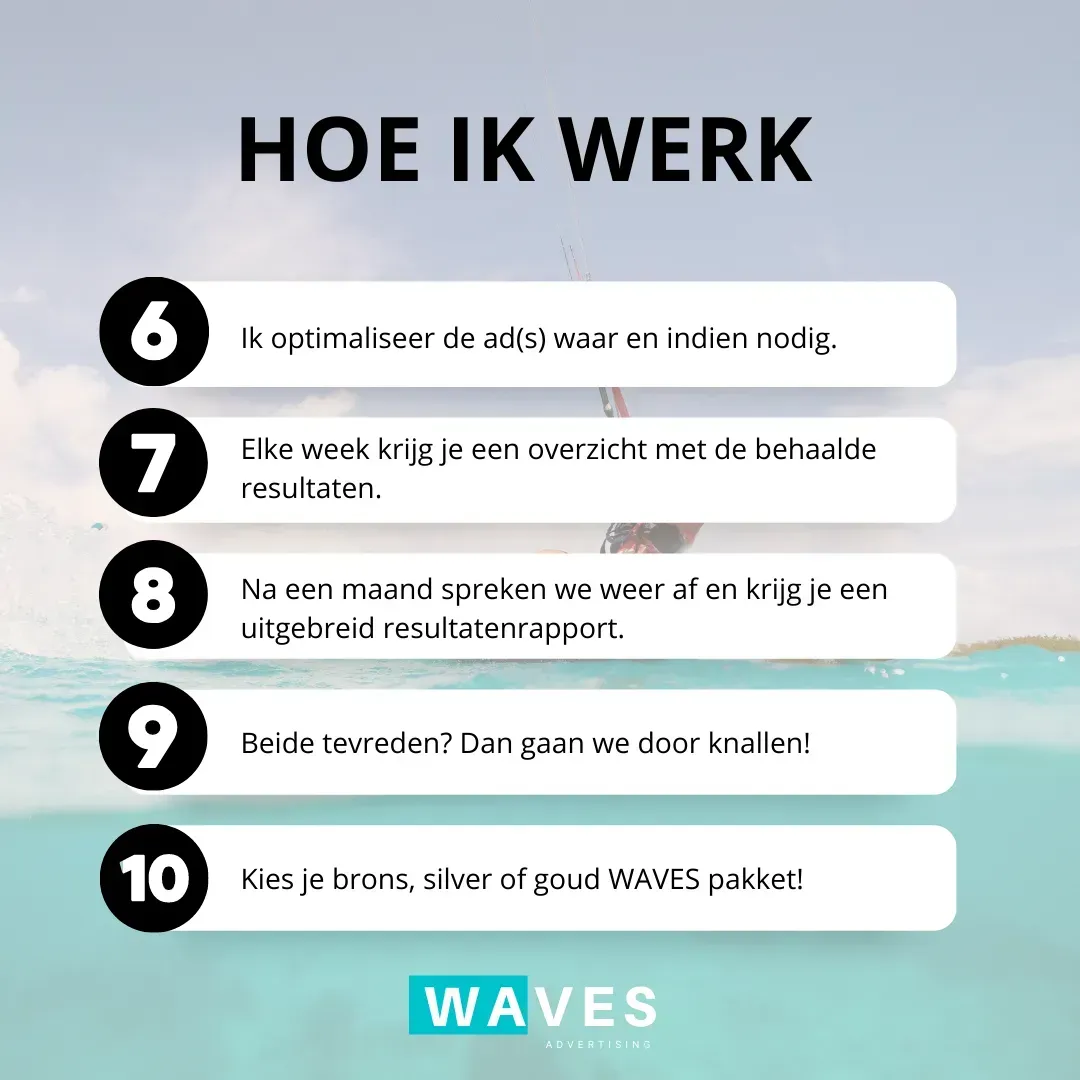 HOE IK WERK
6
Ik optimaliseer de ad(s) waar en indien nodig.
7
Elke week krijg je een overzicht met de behaalde
resultaten.
8
Na een maand spreken we weer af en krijg je een
uitgebreid resultatenrapport.
9
Beide tevreden? Dan gaan we door knallen!
10
Kies je brons, silver of goud WAVES pakket!
WAVES
ADVERTISING